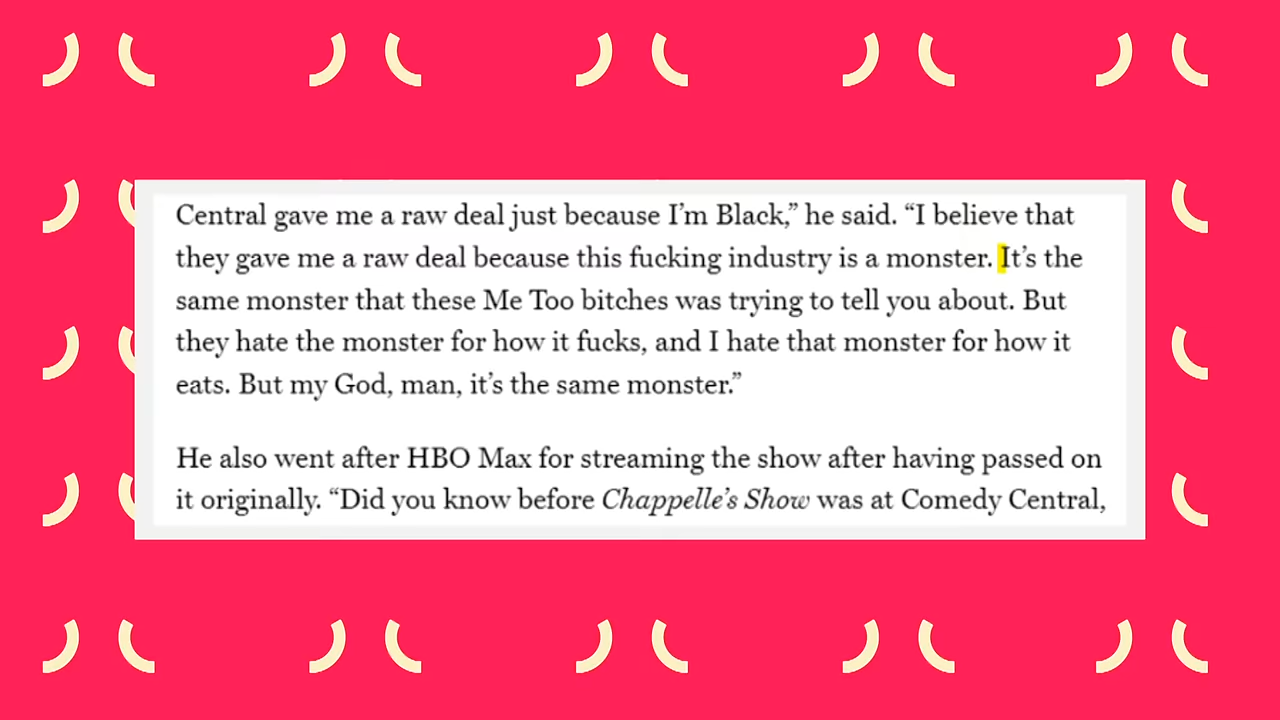 Central gave me a raw deal just because I’m Black,” he said. “I believe that
they gave me a raw deal because this fucking industry is a monster. It’s the
same monster that these Me Too bitches was trying to tell you about. But
they hate the monster for how it fucks, and I hate that monster for how it
eats. But my God, man, it’s the same monster.”
He also went after HBO Max for streaming the show after having passed on
it originally. “Did you know before Chappelle’s Show was at Comedy Central,